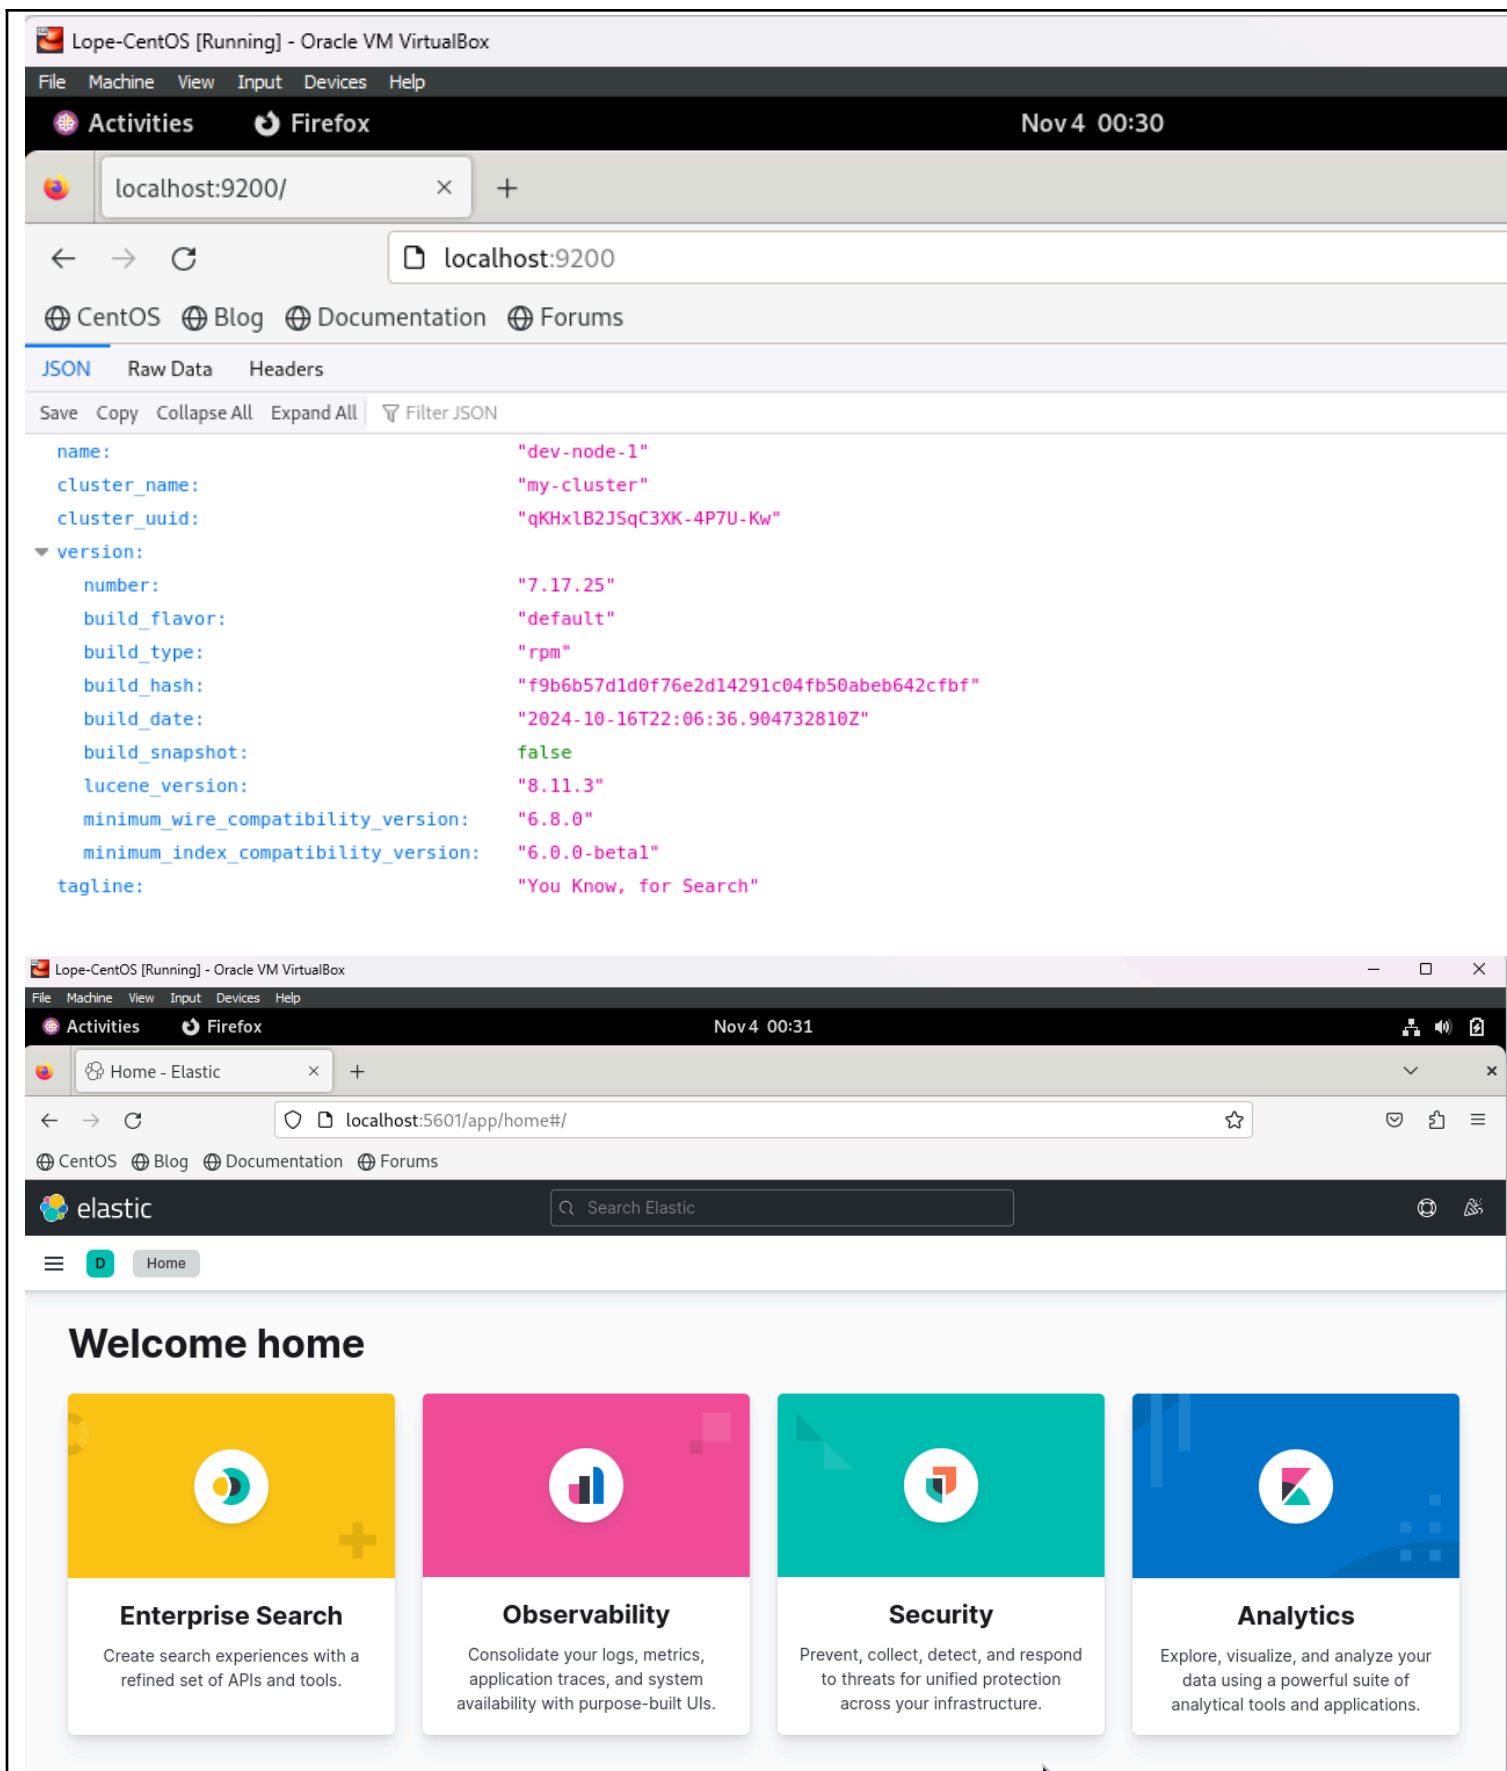 Lope-CentOS [Running] - Oracle VM VirtualBox
File Machine View Input Devices Help
Activities Firefox Nov 4 00:30
localhost:9200/
localhost:9200
CentOS Blog Documentation Forums
JSON Raw Data Headers
Save Copy Collapse All Expand All Filter JSON
name: "dev-node-1"
cluster_name: "my-cluster"
cluster_uuid: "qKHxlB2JSqC3XK-4P7U-Kw"
version:
number: "7.17.25"
build_flavor: "default"
build_type: "rpm"
build_hash: "f9b6b57d1d0f76e2d14291c04fb50abeb642cfbf"
build_date: "2024-10-16T22:06:36.904732810Z"
build_snapshot: false
lucene_version: "8.11.3"
minimum_wire_compatibility_version: "6.8.0"
minimum_index_compatibility_version: "6.0.0-beta1"
tagline: "You Know, for Search"
Lope-CentOS [Running] - Oracle VM VirtualBox
File Machine View Input Devices Help
Activities Firefox Nov 4 00:31
Home - Elastic
localhost:5601/app/home#/
CentOS Blog Documentation Forums
elastic Search Elastic
D Home
Welcome home
Enterprise Search
Create search experiences with a
refined set of APIs and tools.
Observability
Consolidate your logs, metrics,
application traces, and system
availability with purpose-built UIs.
Security
Prevent, collect, detect, and respond
to threats for unified protection
across your infrastructure.
Analytics
Explore, visualize, and analyze your
data using a powerful suite of
analytical tools and applications.